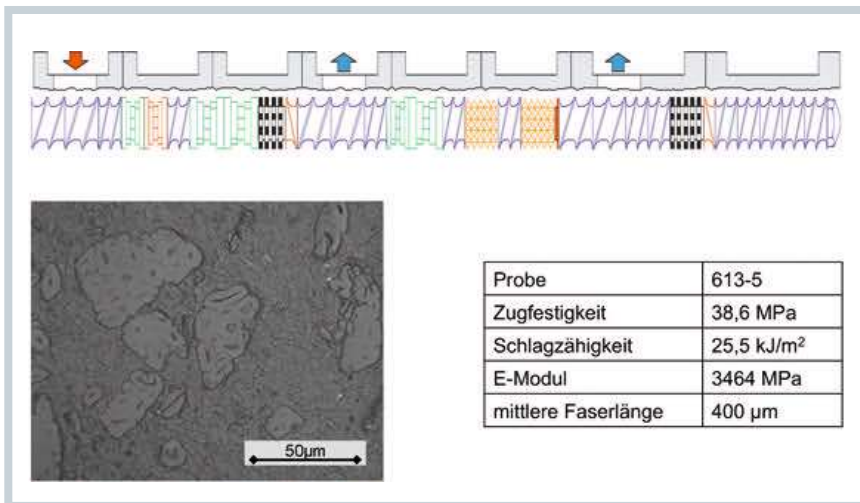 50µm
Probe 613-5
Zugfestigkeit 38,6 MPa
Schlagzähigkeit 25,5 kJ/m²
E-Modul 3464 MPa
mittlere Faserlänge 400 µm